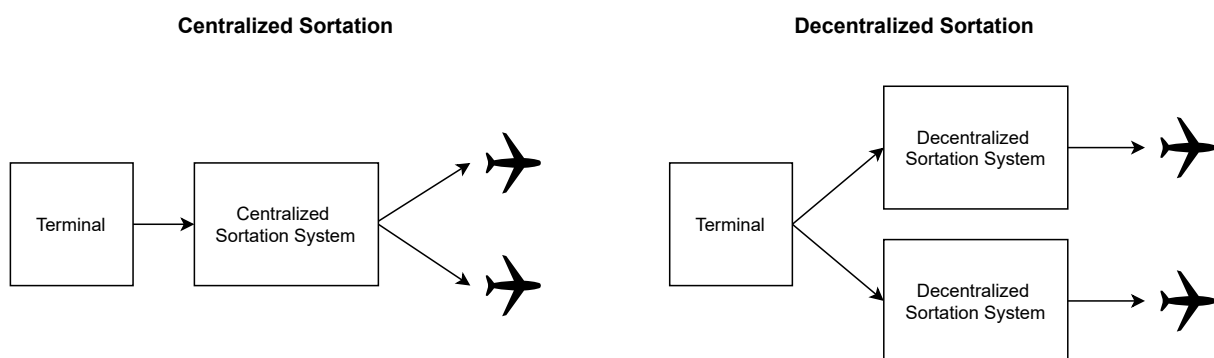 Centralized Sortation
Terminal
Centralized
Sortation System
Decentralized Sortation
Terminal
Decentralized
Sortation System
Decentralized
Sortation System